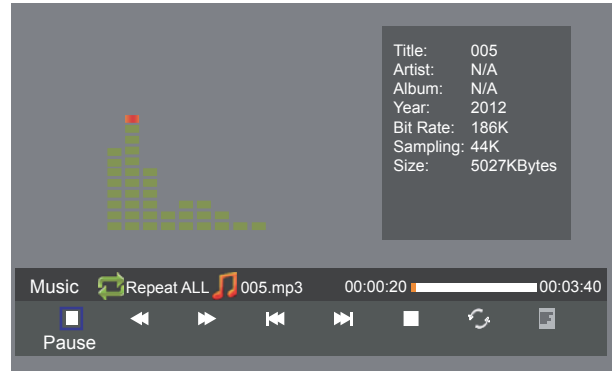 Title: 005
Artist: N/A
Album: N/A
Year: 2012
Bit Rate: 186K
Sampling: 44K
Size: 5027KBytes
Music Repeat ALL 005.mp3 00:00:20 00:03:40
Pause